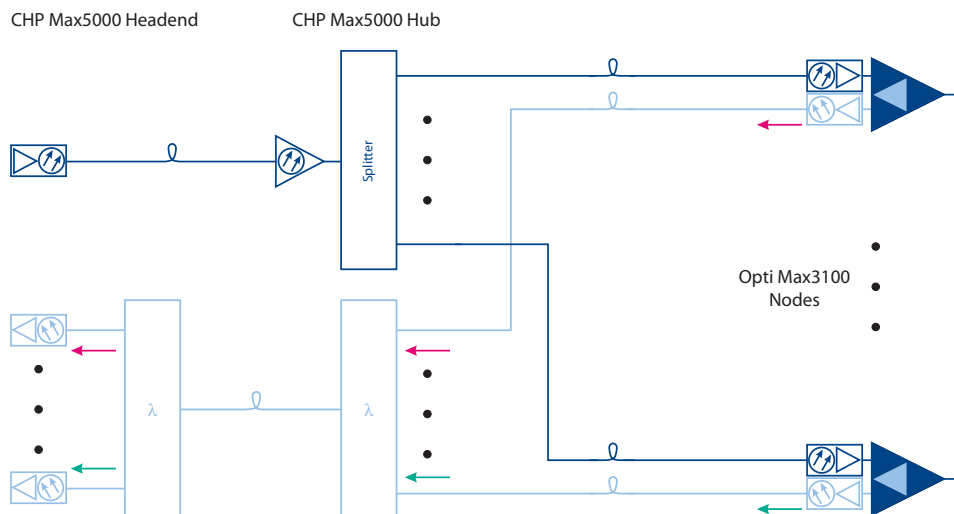 CHP Max5000 Headend
CHP Max5000 Hub
Splitter
Opti Max3100
Nodes
λ
λ